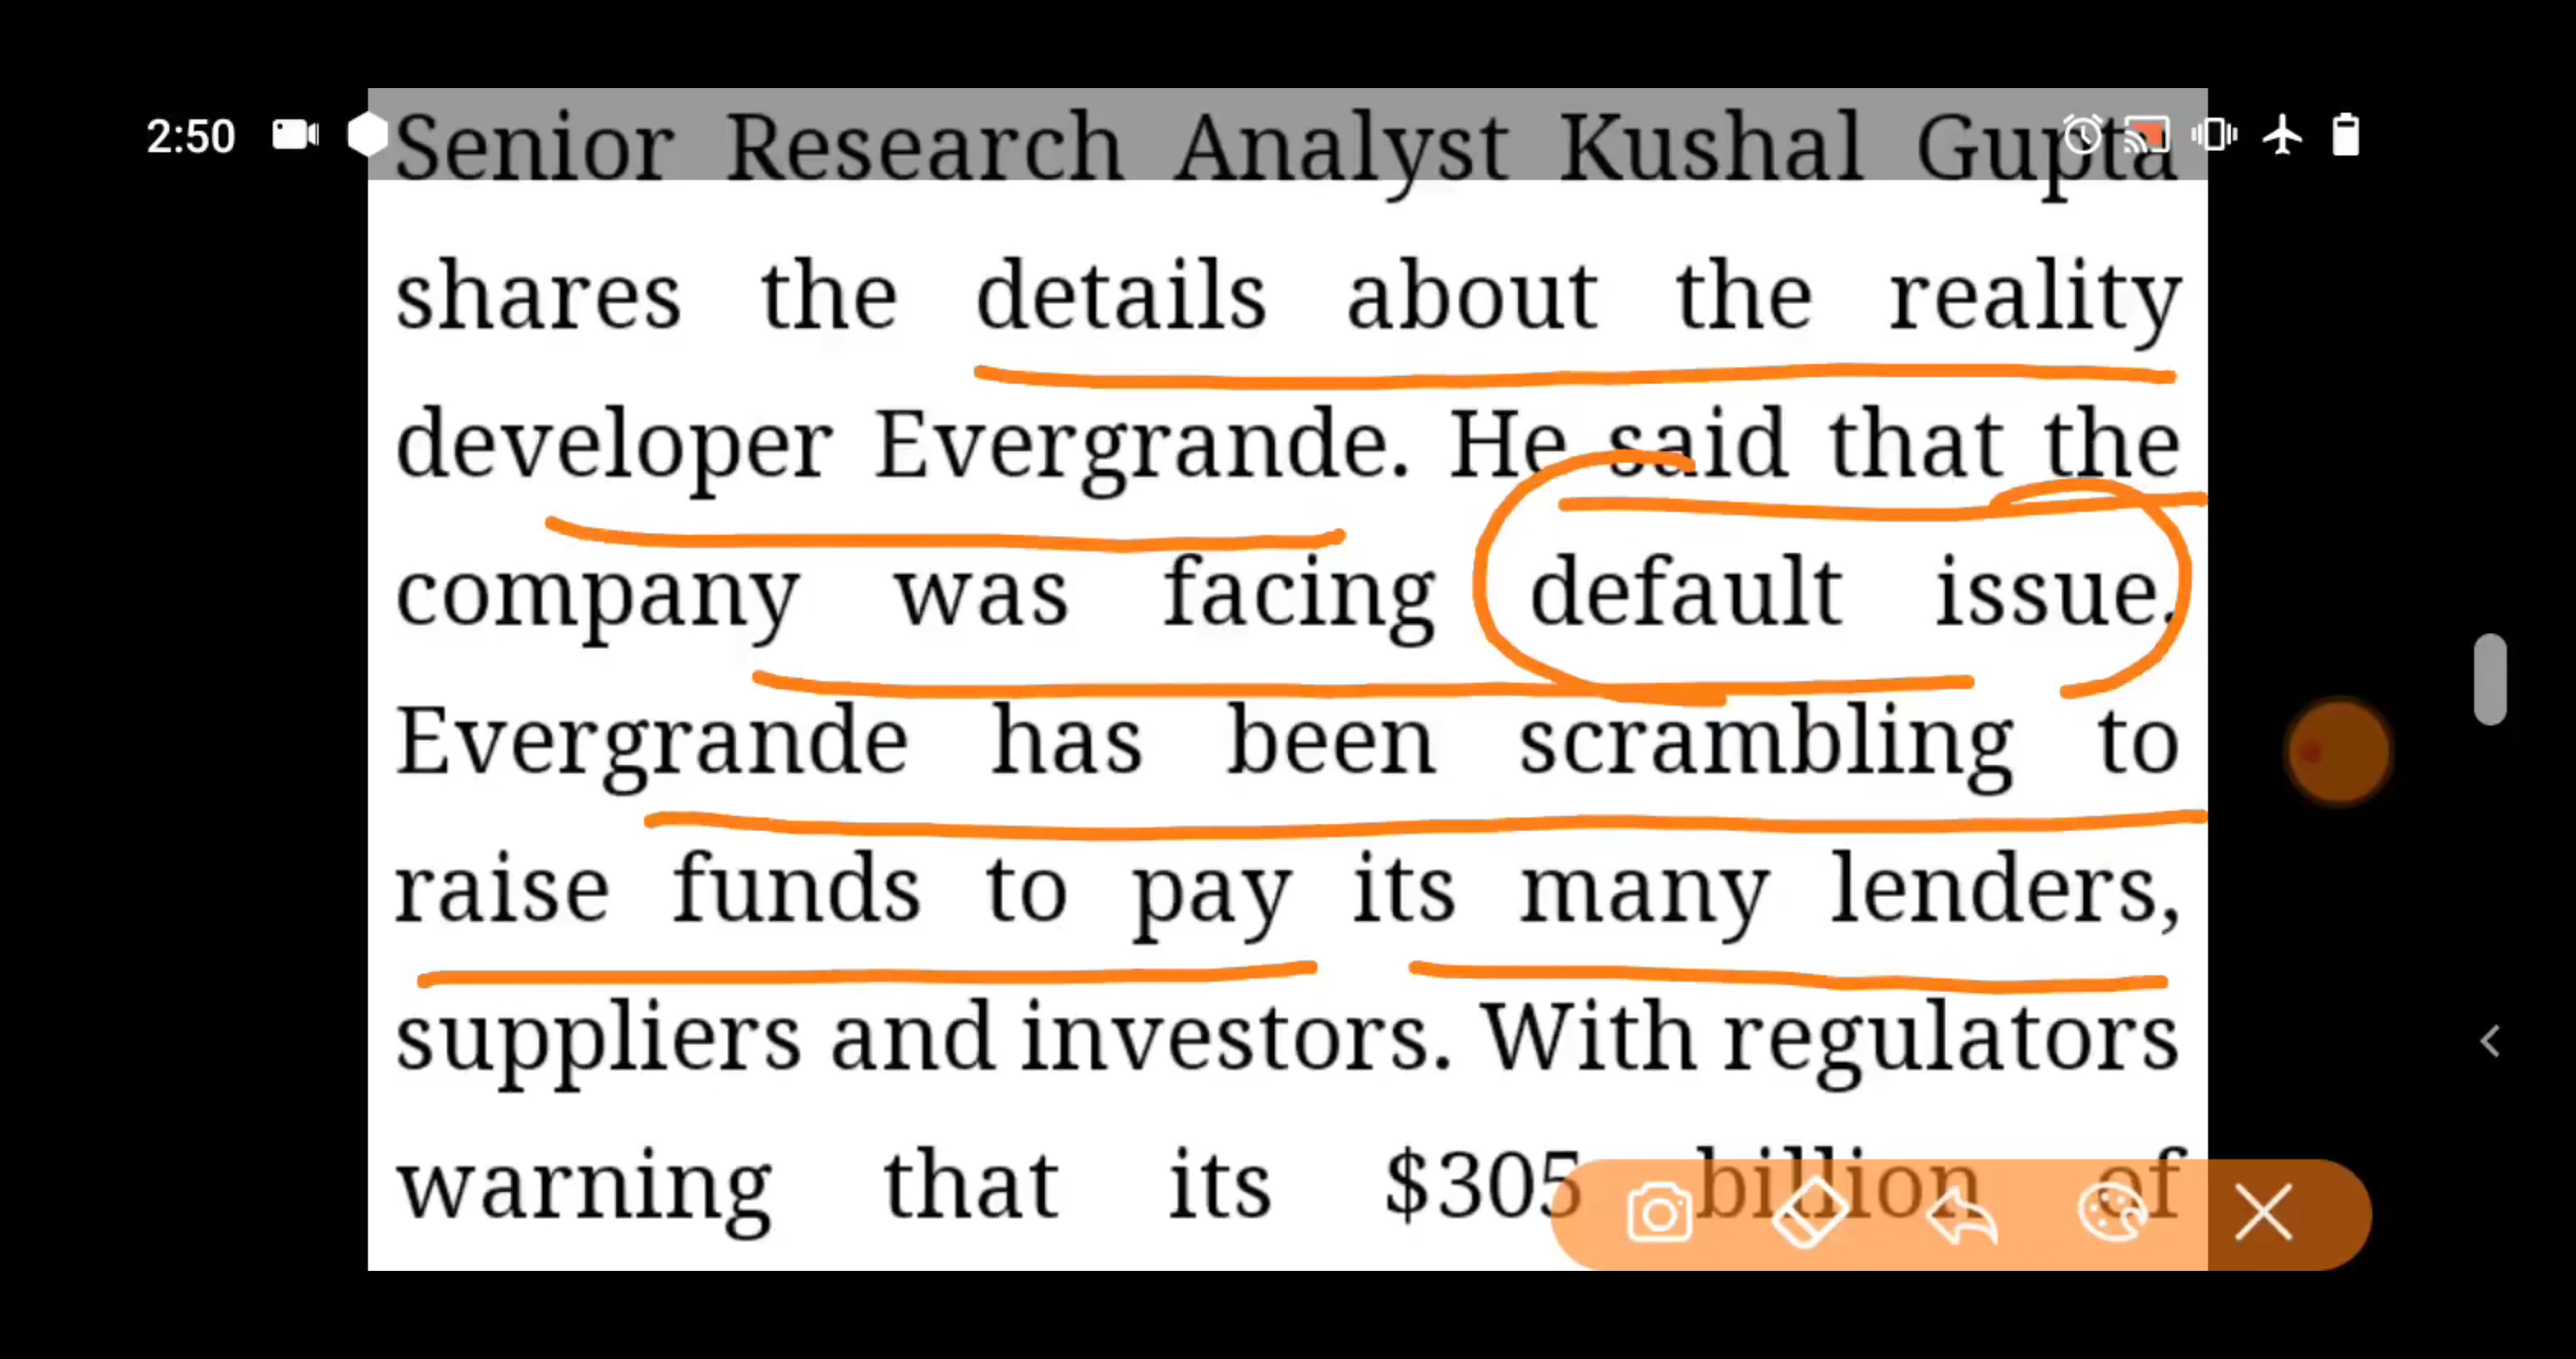 2:50
Senior Research Analyst Kushal Gupta
shares the details about the reality
developer Evergrande. He said that the
company was facing default issue.
Evergrande has been scrambling to
raise funds to pay its many lenders,
suppliers and investors. With regulators
warning that its $305 billion of